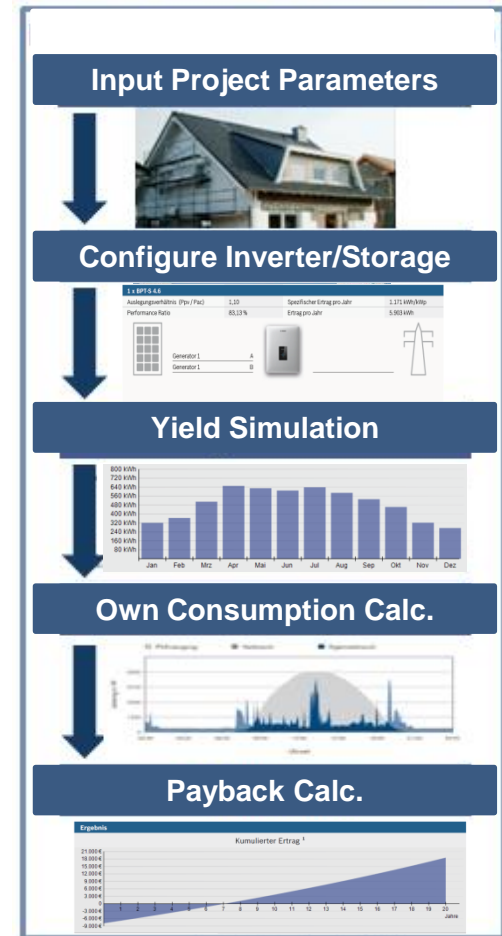 Input Project Parameters
Configure Inverter/Storage
1 x BPT-S 4.6
Auslegungsverhältnis (Ppv / Pac) 1,10 Spezifischer Ertrag pro Jahr 1.171 kWh/kWp
Performance Ratio 83,13 % Ertrag pro Jahr 5.903 kWh
Generator 1 A
Generator 1 B
Yield Simulation
800 kWh
720 kWh
640 kWh
560 kWh
480 kWh
400 kWh
320 kWh
240 kWh
160 kWh
80 kWh
Jan Feb Mrz Apr Mai Jun Jul Aug Sep Okt Nov Dez
Own Consumption Calc.
Payback Calc.
Ergebnis
Kumulierter Ertrag ¹
21.000 €
18.000 €
15.000 €
12.000 €
9.000 €
6.000 €
3.000 €
0
1 2 3 4 5 6 7 8 9 10 11 12 13 14 15 16 17 18 19 20
-3.000 €
Jahre
-6.000 €
-9.000 €